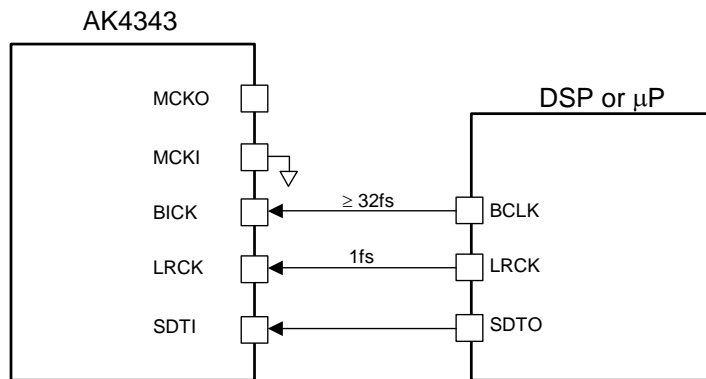 AK4343
DSP or μP
MCKO
MCKI
BICK
≥ 32fs
BCLK
LRCK
1fs
LRCK
SDTI
SDTO